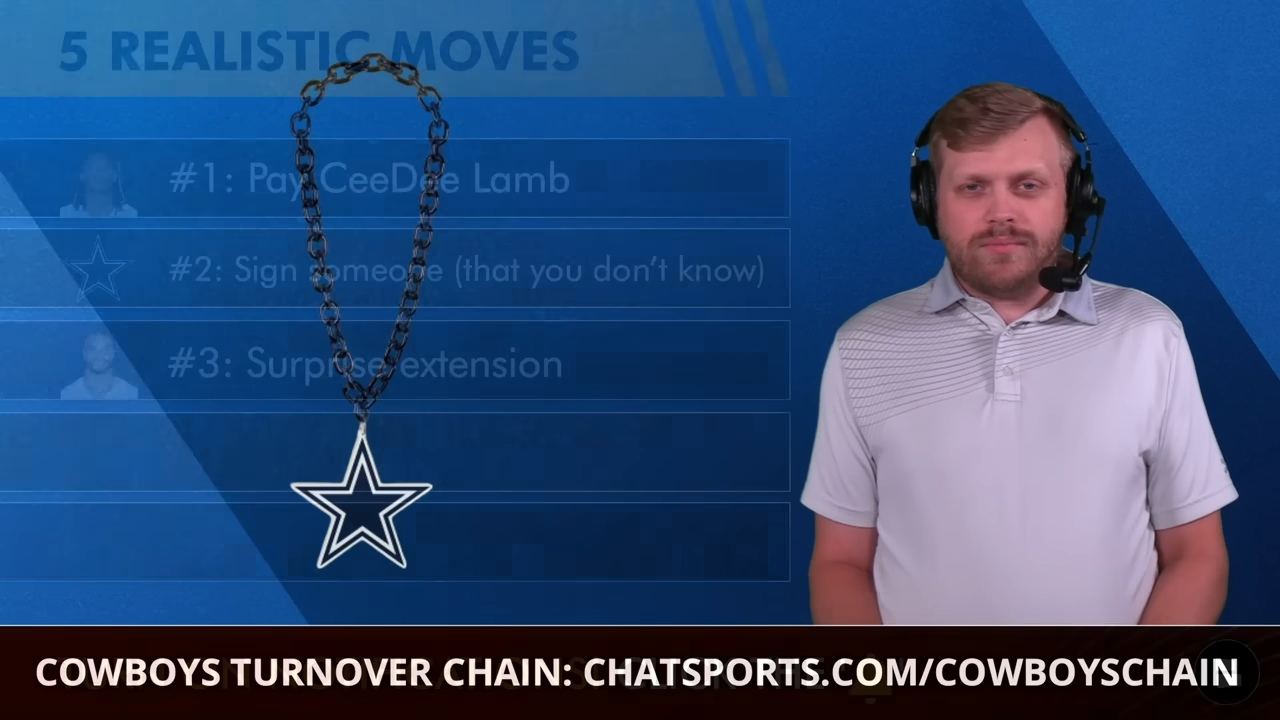 5 REALISTIC MOVES
#1: Pay CeeDee Lamb
#2: Sign someone (that you don't know)
#3: Surprise extension
COWBOYS TURNOVER CHAIN: CHATSPORTS.COM/COWBOYSCHAIN